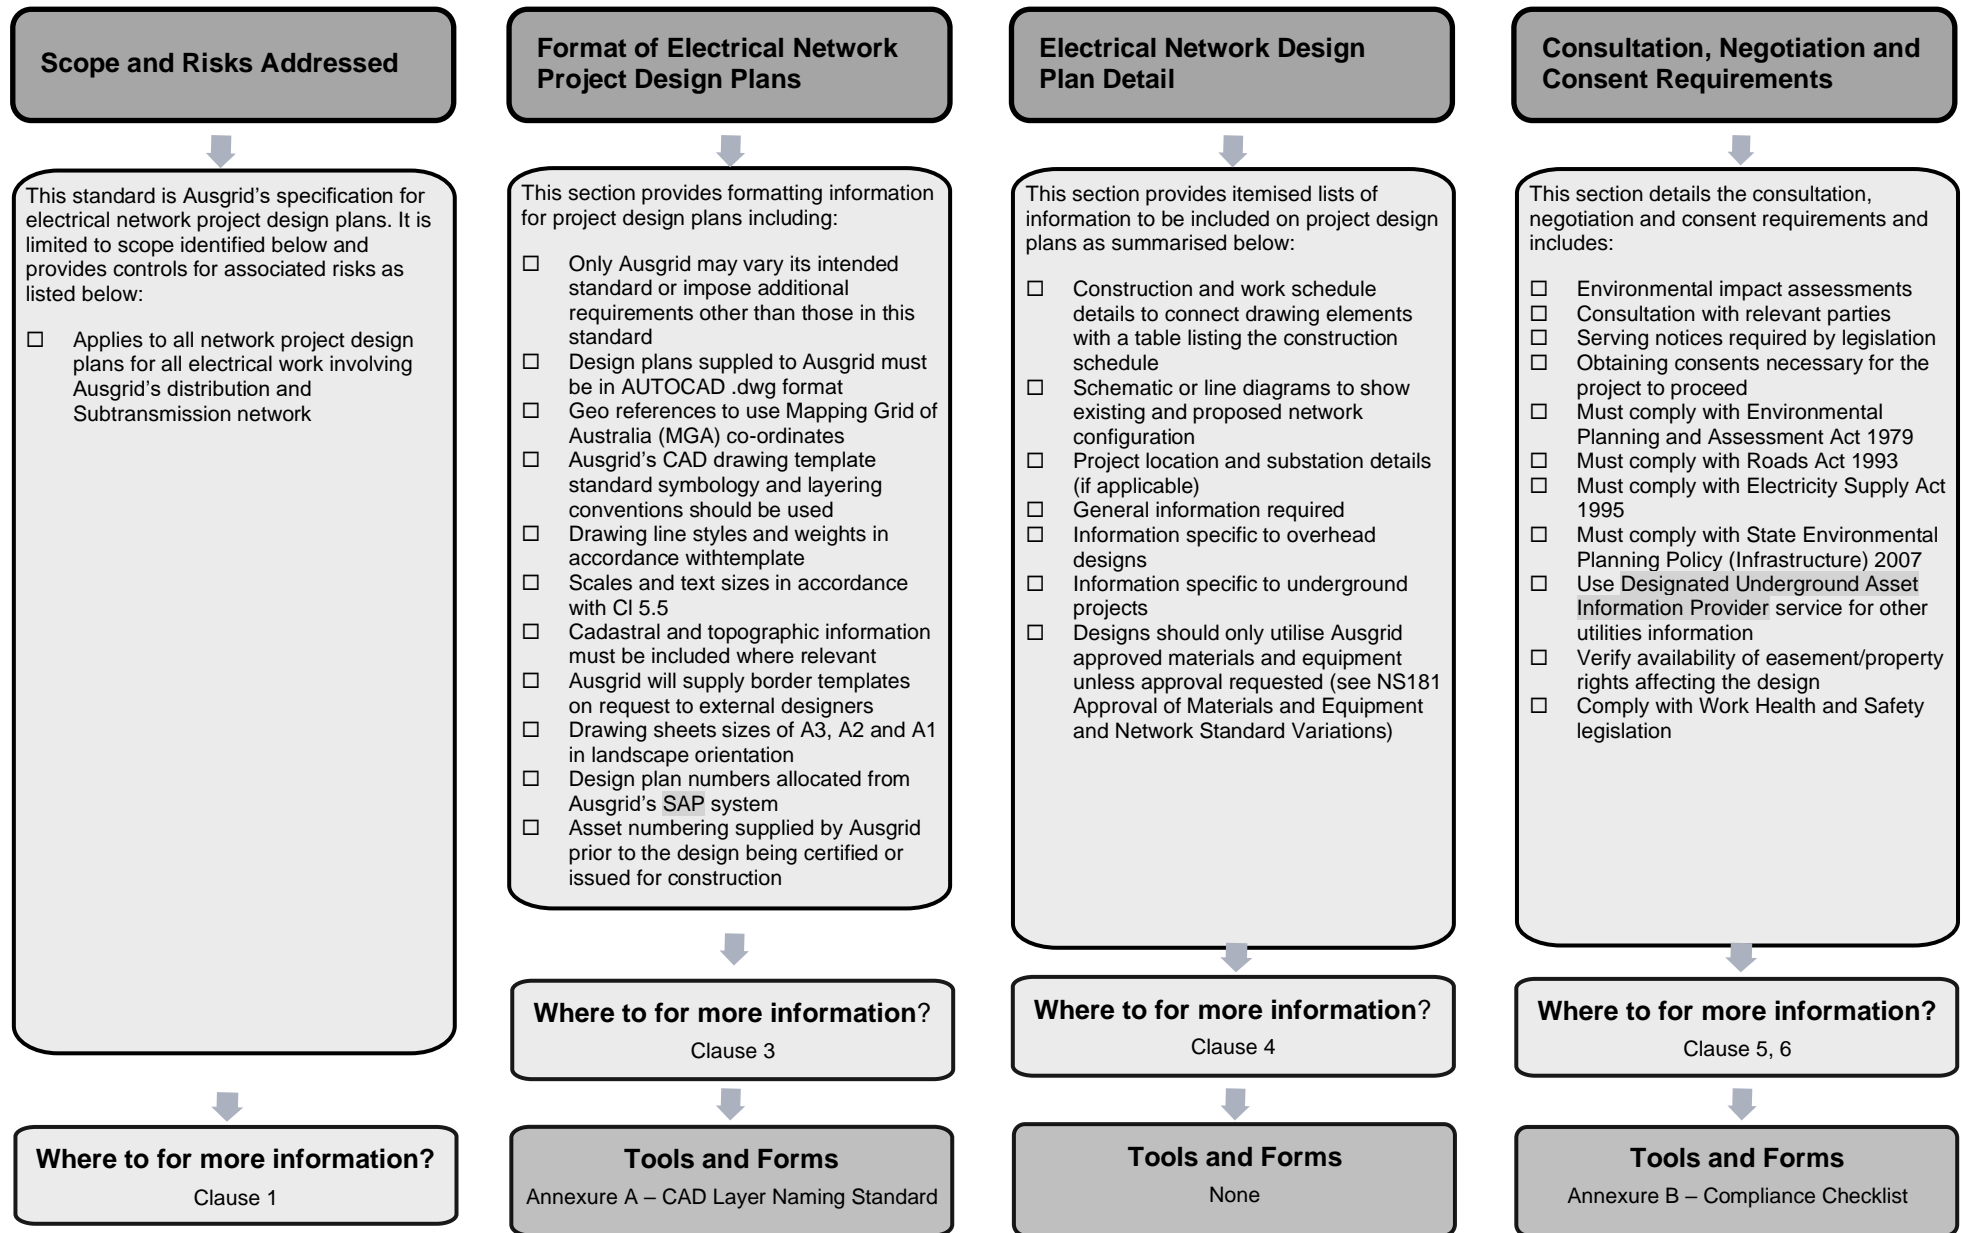 Scope and Risks Addressed
This standard is Ausgrid’s specification for
electrical network project design plans. It is
limited to scope identified below and
provides controls for associated risks as
listed below:
☐ Applies to all network project design
plans for all electrical work involving
Ausgrid’s distribution and
Subtransmission network
Where to for more information?
Clause 1
Format of Electrical Network
Project Design Plans
This section provides formatting information
for project design plans including:
☐ Only Ausgrid may vary its intended
standard or impose additional
requirements other than those in this
standard
☐ Design plans suppled to Ausgrid must
be in AUTOCAD .dwg format
☐ Geo references to use Mapping Grid of
Australia (MGA) co-ordinates
☐ Ausgrid’s CAD drawing template
standard symbology and layering
conventions should be used
☐ Drawing line styles and weights in
accordance withtemplate
☐ Scales and text sizes in accordance
with Cl 5.5
☐ Cadastral and topographic information
must be included where relevant
☐ Ausgrid will supply border templates
on request to external designers
☐ Drawing sheets sizes of A3, A2 and A1
in landscape orientation
☐ Design plan numbers allocated from
Ausgrid’s SAP system
☐ Asset numbering supplied by Ausgrid
prior to the design being certified or
issued for construction
Where to for more information?
Clause 3
Tools and Forms
Annexure A – CAD Layer Naming Standard
Electrical Network Design
Plan Detail
This section provides itemised lists of
information to be included on project design
plans as summarised below:
☐ Construction and work schedule
details to connect drawing elements
with a table listing the construction
schedule
☐ Schematic or line diagrams to show
existing and proposed network
configuration
☐ Project location and substation details
(if applicable)
☐ General information required
☐ Information specific to overhead
designs
☐ Information specific to underground
projects
☐ Designs should only utilise Ausgrid
approved materials and equipment
unless approval requested (see NS181
Approval of Materials and Equipment
and Network Standard Variations)
Where to for more information?
Clause 4
Tools and Forms
None
Consultation, Negotiation and
Consent Requirements
This section details the consultation,
negotiation and consent requirements and
includes:
☐ Environmental impact assessments
☐ Consultation with relevant parties
☐ Serving notices required by legislation
☐ Obtaining consents necessary for the
project to proceed
☐ Must comply with Environmental
Planning and Assessment Act 1979
☐ Must comply with Roads Act 1993
☐ Must comply with Electricity Supply Act
1995
☐ Must comply with State Environmental
Planning Policy (Infrastructure) 2007
☐ Use Designated Underground Asset
Information Provider service for other
utilities information
☐ Verify availability of easement/property
rights affecting the design
☐ Comply with Work Health and Safety
legislation
Where to for more information?
Clause 5, 6
Tools and Forms
Annexure B – Compliance Checklist